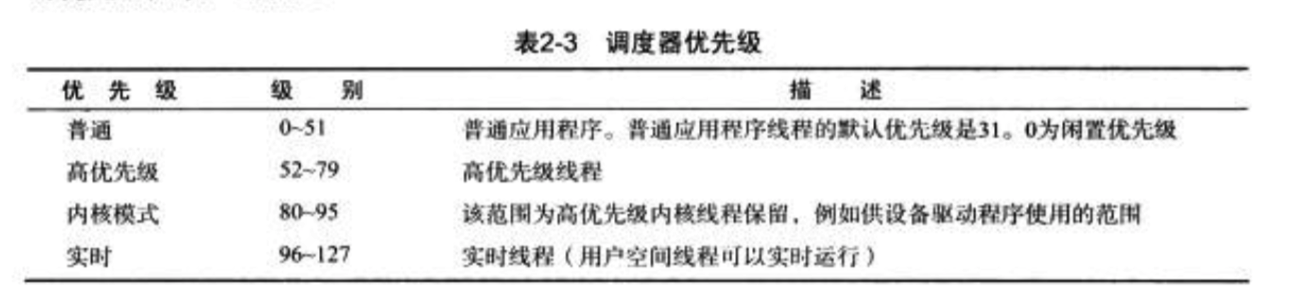 表2-3 调度器优先级
优先级 级别 描述
普通 0~51 普通应用程序。普通应用程序线程的默认优先级是31。0为闲置优先级
高优先级 52~79 高优先级线程
内核模式 80~95 该范围为高优先级内核线程保留，例如供设备驱动程序使用的范围
实时 96~127 实时线程（用户空间线程可以实时运行）